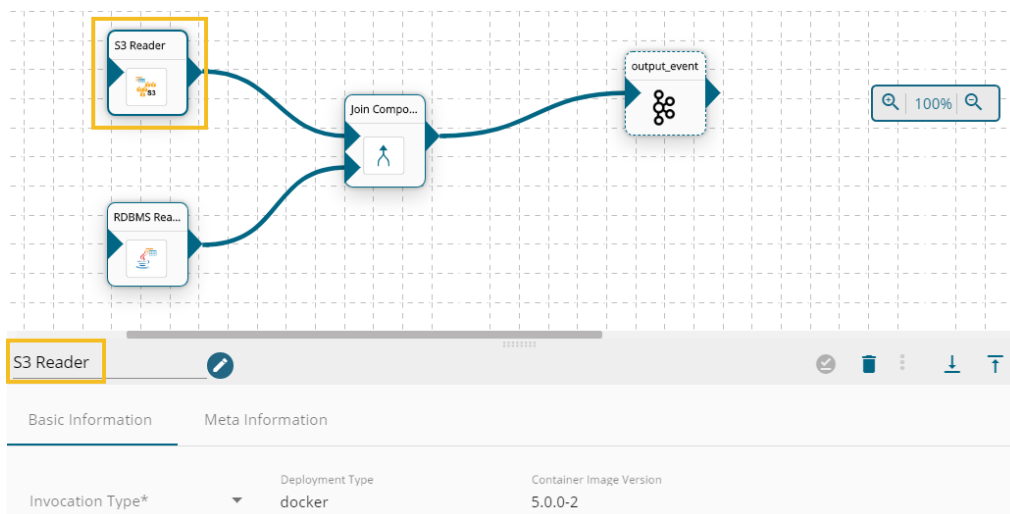 S3 Reader
S3
output_event
Join Compo...
100%
RDBMS Rea...
S3 Reader
Basic Information
Meta Information
Invocation Type*
Deployment Type
docker
Container Image Version
5.0.0-2